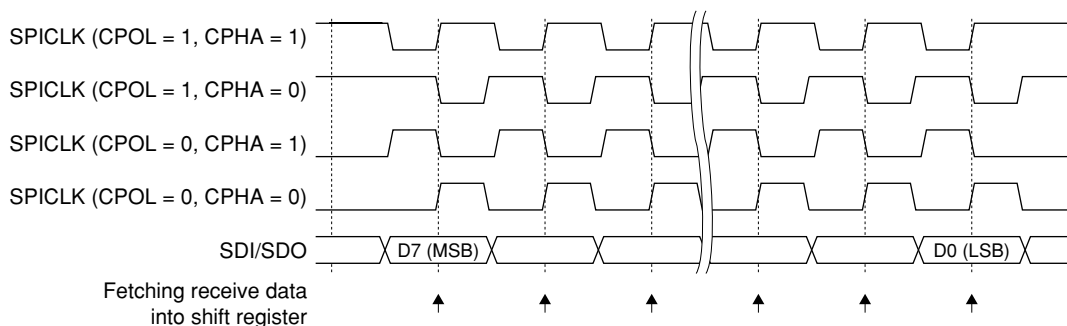 SPICLK (CPOL = 1, CPHA = 1)
SPICLK (CPOL = 1, CPHA = 0)
SPICLK (CPOL = 0, CPHA = 1)
SPICLK (CPOL = 0, CPHA = 0)
SDI/SDO D7 (MSB) D0 (LSB)
Fetching receive data
into shift register